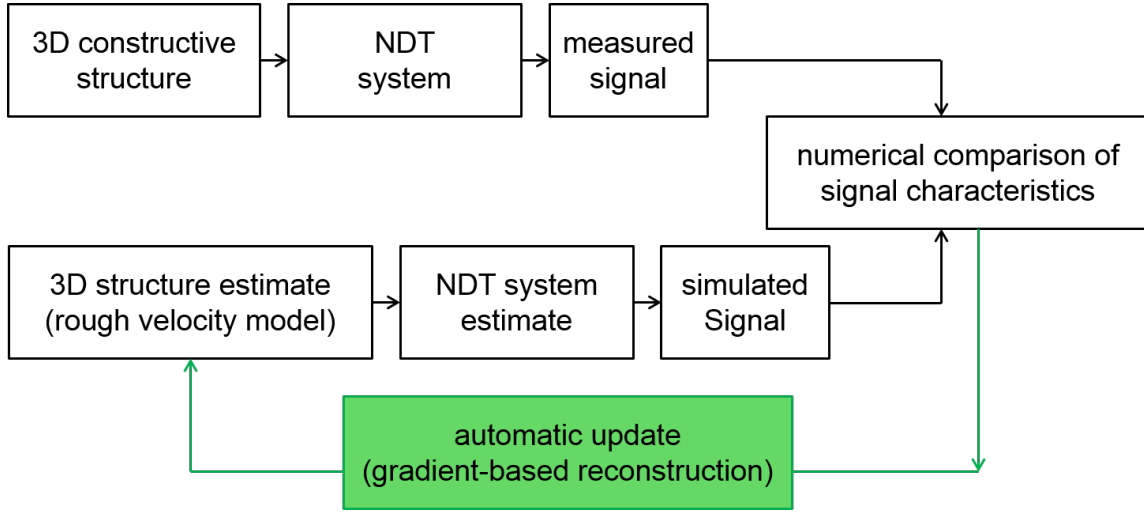 3D constructive
structure
NDT
system
measured
signal
numerical comparison of
signal characteristics
3D structure estimate
(rough velocity model)
NDT system
estimate
simulated
Signal
automatic update
(gradient-based reconstruction)